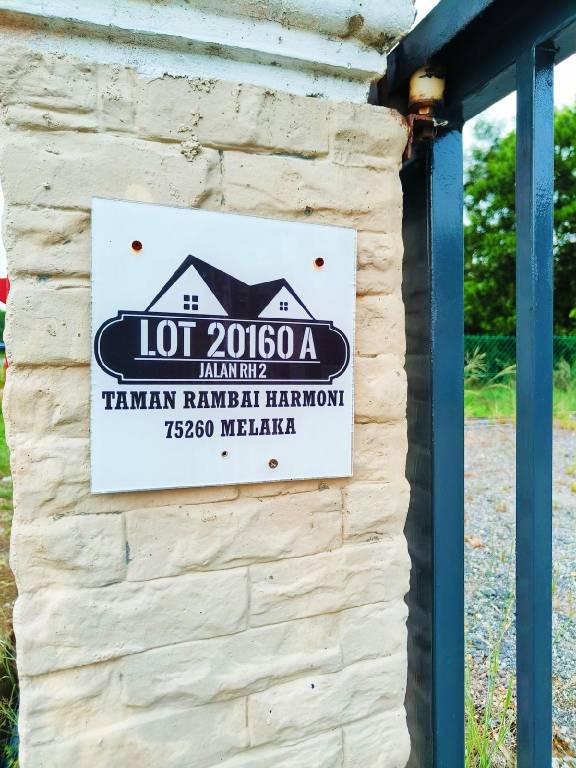 LOT 20160 A
JALAN RH 2
TAMAN RAMBAI HARMONI
75260 MELAKA